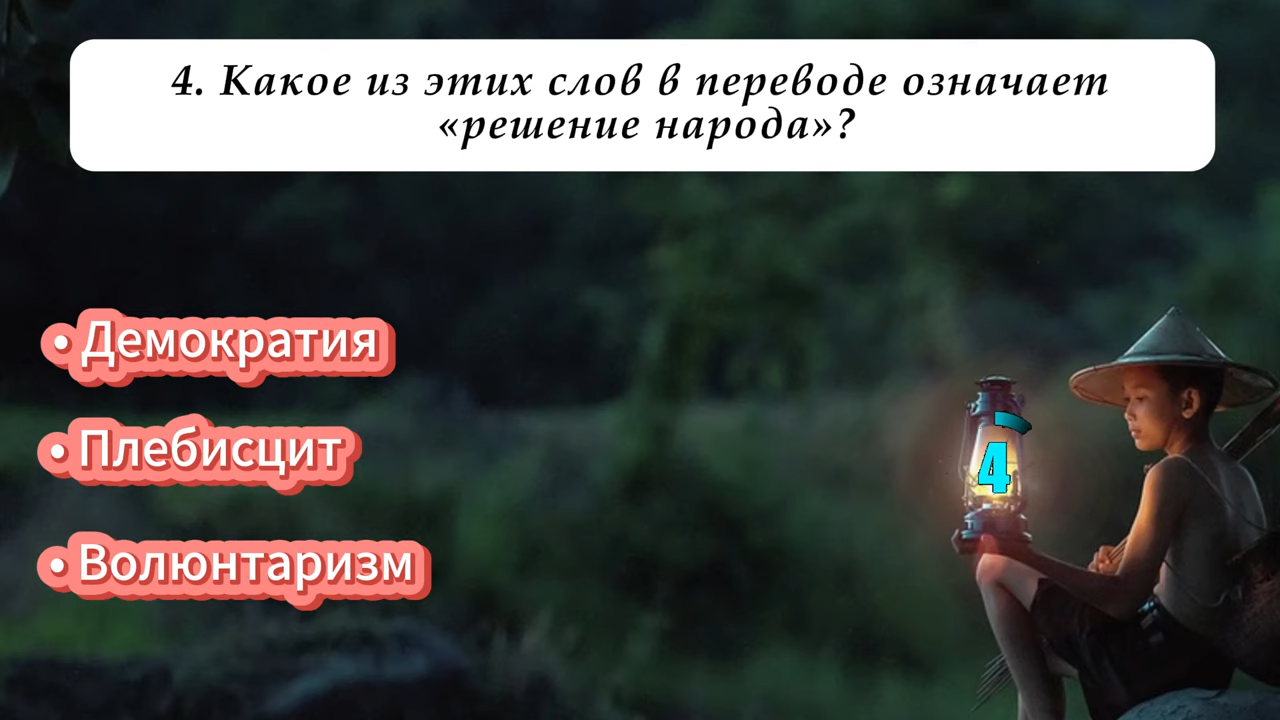 4. Какое из этих слов в переводе означает
«решение народа»?
• Демократия
• Плебисцит
4
• Волюнтаризм